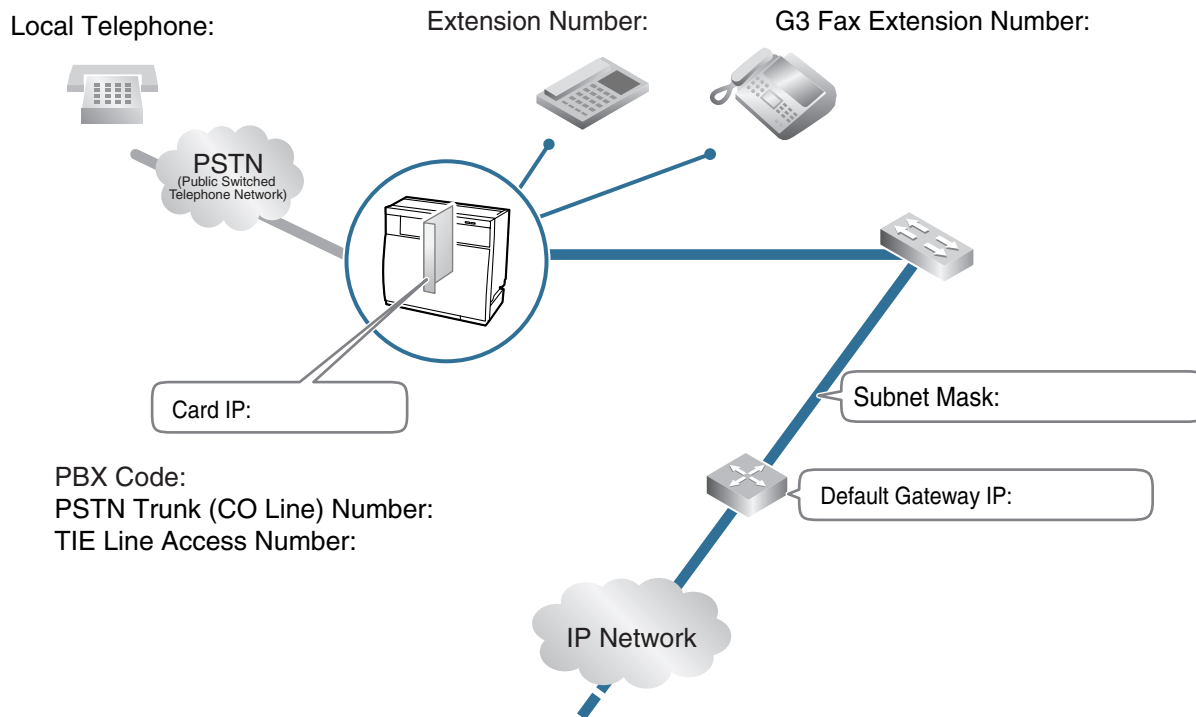 Local Telephone:
Extension Number:
G3 Fax Extension Number:
PSTN
(Public Switched
Telephone Network)
Card IP:
Subnet Mask:
PBX Code:
PSTN Trunk (CO Line) Number:
TIE Line Access Number:
Default Gateway IP:
IP Network